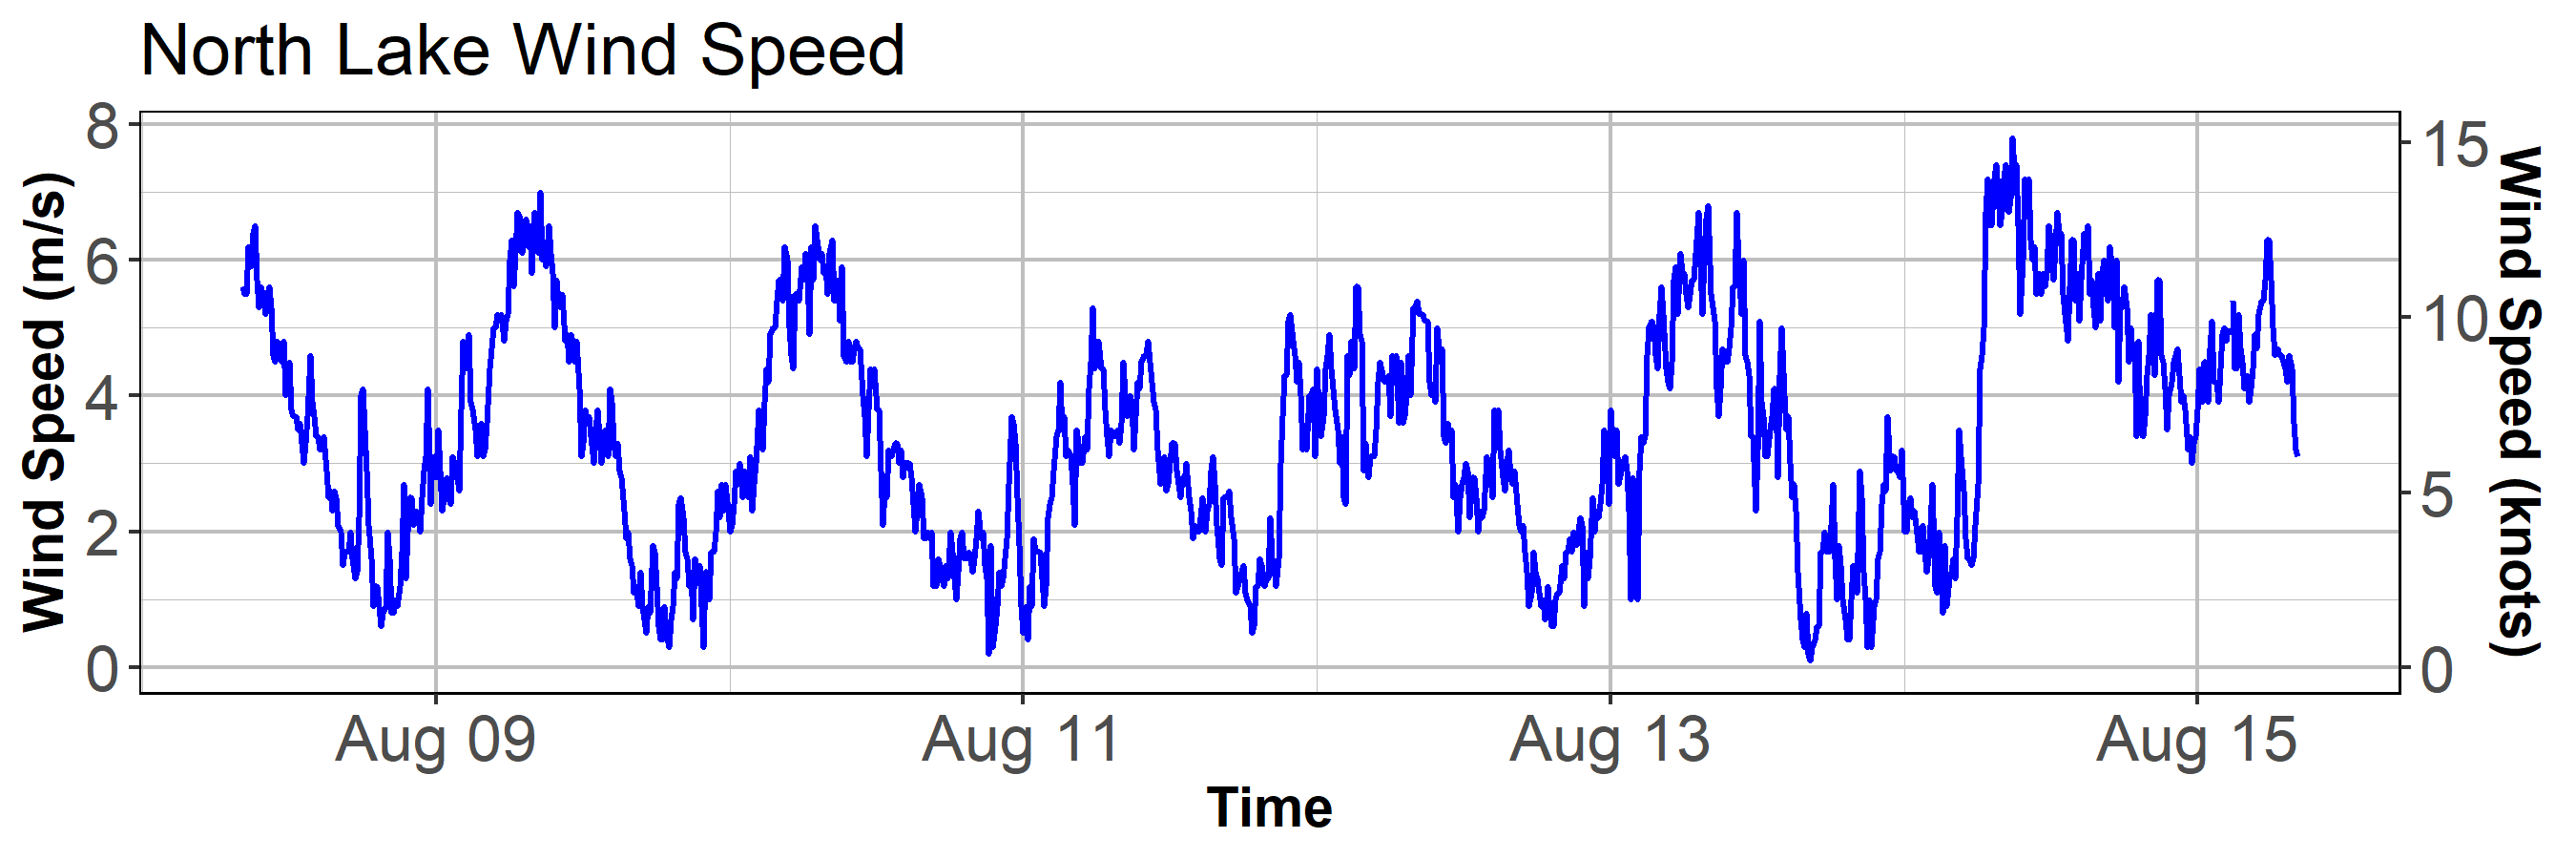 North Lake Wind Speed
Wind Speed (m/s)
8
6
4
2
0
15
10
5
0
Wind Speed (knots)
Aug 09 Aug 11 Aug 13 Aug 15
Time